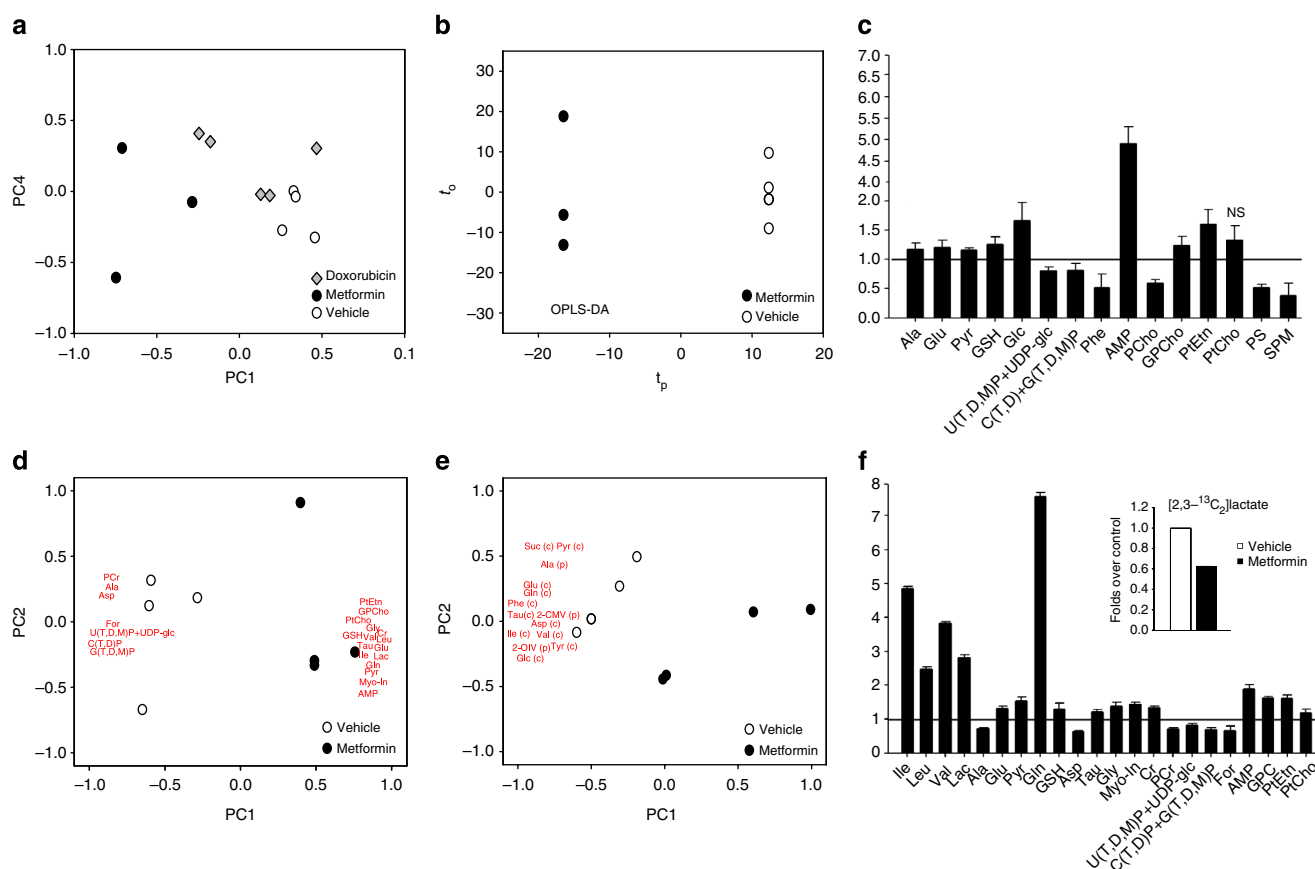 a
1.0
0.5
0.0
−0.5
−1.0
PC4
Doxorubicin
Metformin
Vehicle
−1.0
−0.5
0.0
0.5
0.1
PC1
b
30
20
10
0
−10
−20
−30
to
OPLS-DA
Metformin
Vehicle
−20
−10
0
10
20
tp
c
7.0
6.5
6.0
5.5
5.0
4.5
4.0
2.0
1.5
1.0
0.5
0.0
NS
Ala
Glu
Pyr
GSH
Glc
U(T,D,M)P+UDP-glc
C(T,D)+G(T,D,M)P
Phe
AMP
PCho
GPCho
PtEtn
PtCho
PS
SPM
d
1.0
0.5
0.0
−0.5
−1.0
PC2
PCr
Ala
Asp
For
U(T,D,M)P+UDP-glc
C(T,D)P
G(T,D,M)P
PtEtn
GPCho
PtCho
Gly
Cr
GSH Val Leu
Tau Glu
Ile Lac
Gln
Pyr
Myo-In
AMP
Vehicle
Metformin
−1.0
−0.5
0.0
0.5
1.0
PC1
e
1.0
0.5
0.0
−0.5
−1.0
PC2
Suc (c) Pyr (c)
Ala (p)
Glu (c)
Gln (c)
Phe (c)
Tau(c) 2-CMV (p)
Asp (c)
Ile (c) Val (c)
2-OIV (p) Tyr (c)
Glc (c)
Vehicle
Metformin
−1.0
−0.5
0.0
0.5
1.0
PC1
f
8
7
6
5
4
3
2
1
0
[2,3−13C2]lactate
Folds over control
1.2
1.0
0.8
0.6
0.4
0.2
0.0
Vehicle
Metformin
Ile
Leu
Val
Lac
Ala
Glu
Pyr
Gln
GSH
Asp
Tau
Gly
Myo-In
Cr
PCr
U(T,D,M)P+UDP-glc
C(T,D)P+G(T,D,M)P
For
AMP
GPC
PtEtn
PtCho